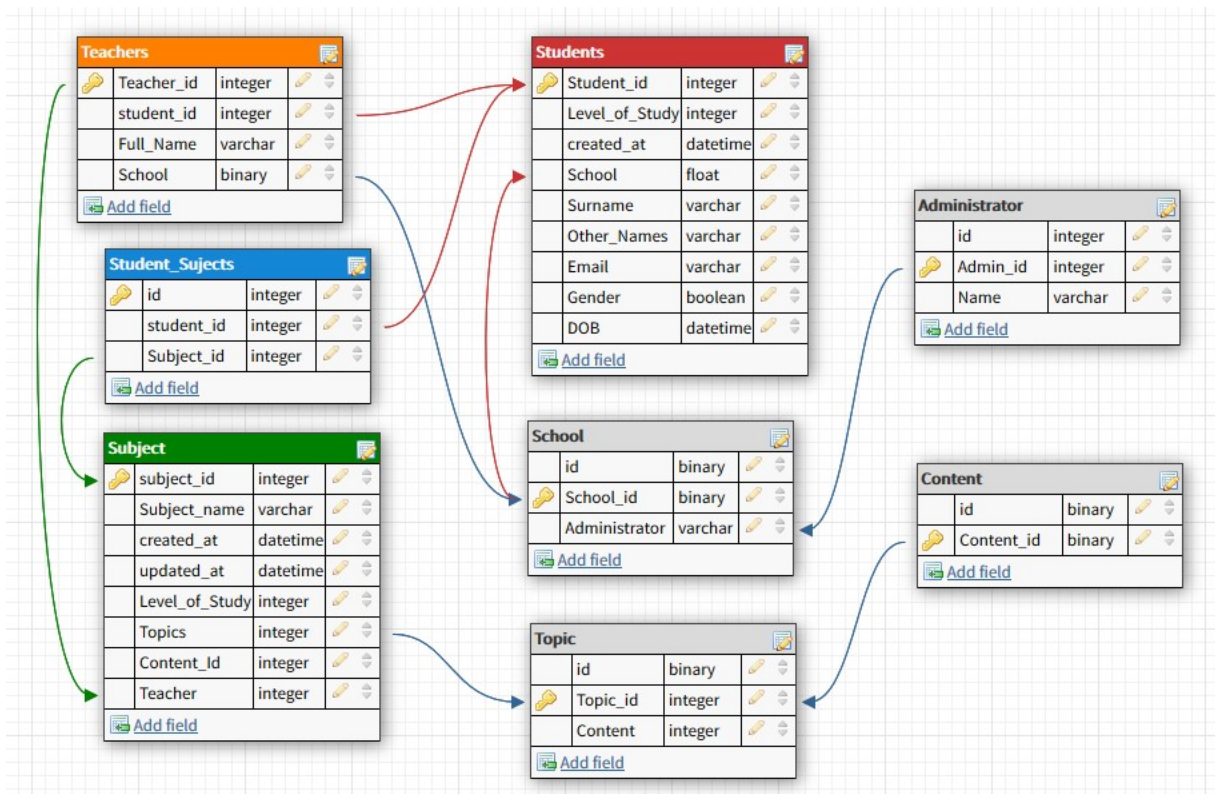 Teachers
Teacher_id integer
student_id integer
Full_Name varchar
School binary
Add field
Students
Student_id integer
Level_of_Study integer
created_at datetime
School float
Surname varchar
Other_Names varchar
Email varchar
Gender boolean
DOB datetime
Add field
Administrator
id integer
Admin_id integer
Name varchar
Add field
Student_Sujects
id integer
student_id integer
Subject_id integer
Add field
Subject
subject_id integer
Subject_name varchar
created_at datetime
updated_at datetime
Level_of_Study integer
Topics integer
Content_Id integer
Teacher integer
Add field
School
id binary
School_id binary
Administrator varchar
Add field
Content
id binary
Content_id binary
Add field
Topic
id binary
Topic_id integer
Content integer
Add field